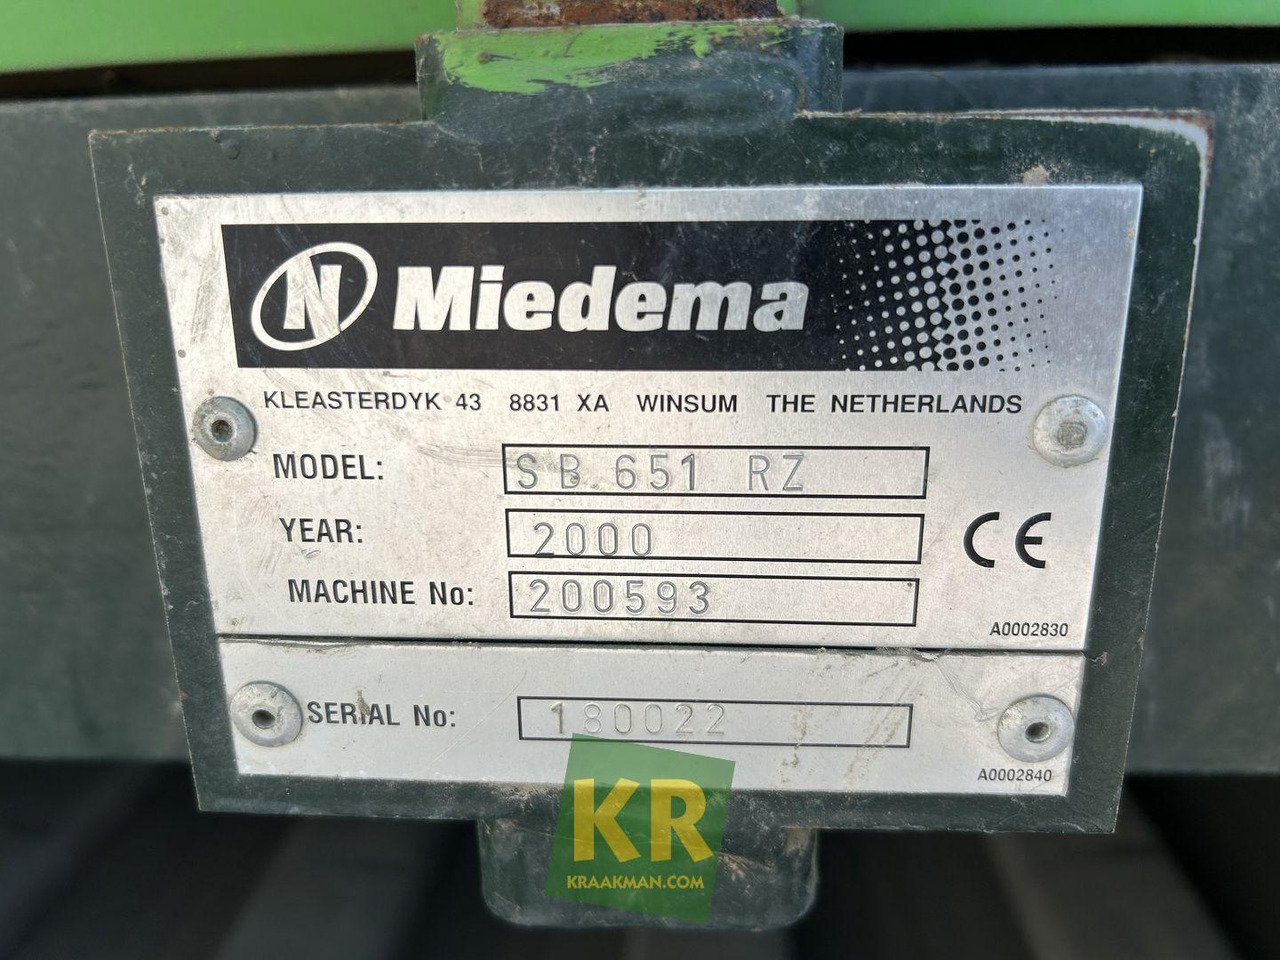 N Miedema
KLEASTERDYK 43 8831 XA WINSUM THE NETHERLANDS
MODEL: SB 651 RZ
YEAR: 2000
CE
MACHINE No: 200593
A0002830
SERIAL No: 180022
A0002840
KR
KRAAKMAN.COM